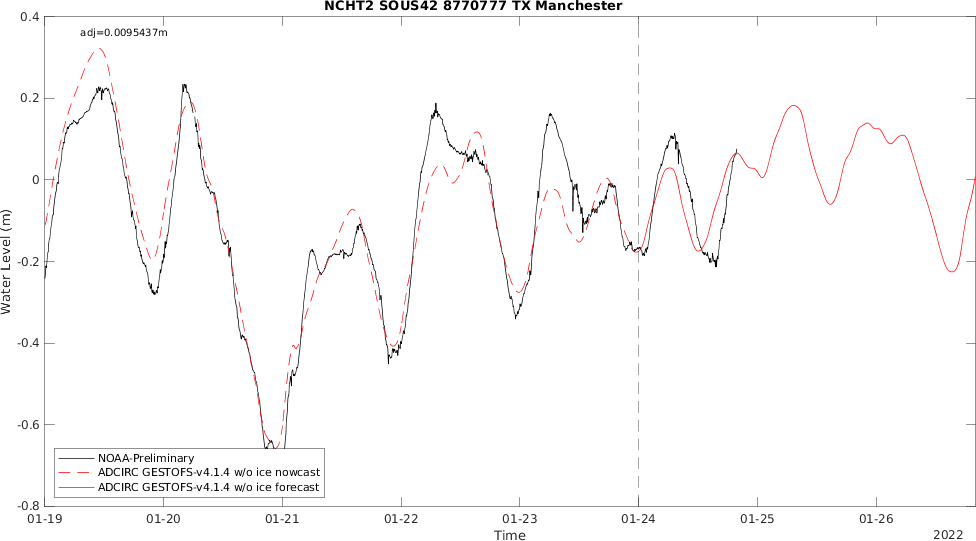 NCHT2 SOUS42 8770777 TX Manchester
adj=0.0095437m
0.4
0.2
0
-0.2
-0.4
-0.6
-0.8
Water Level (m)
NOAA-Preliminary
ADCIRC GESTOFS-v4.1.4 w/o ice nowcast
ADCIRC GESTOFS-v4.1.4 w/o ice forecast
01-19 01-20 01-21 01-22 01-23 01-24 01-25 01-26
Time
2022